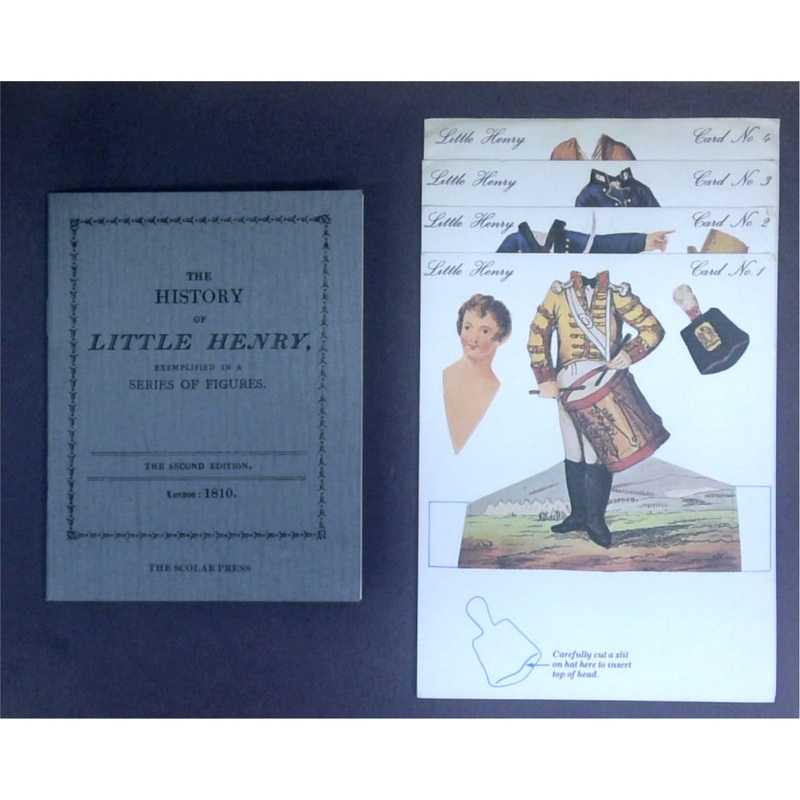 THE
HISTORY
OF
LITTLE HENRY,
EXEMPLIFIED IN A
SERIES OF FIGURES.
THE SECOND EDITION.
London: 1810.
THE SCOLAR PRESS
Little Henry Card No. 4
Little Henry Card No. 3
Little Henry Card No. 2
Little Henry Card No. 1
Carefully cut a slit
on hat here to insert
top of head.